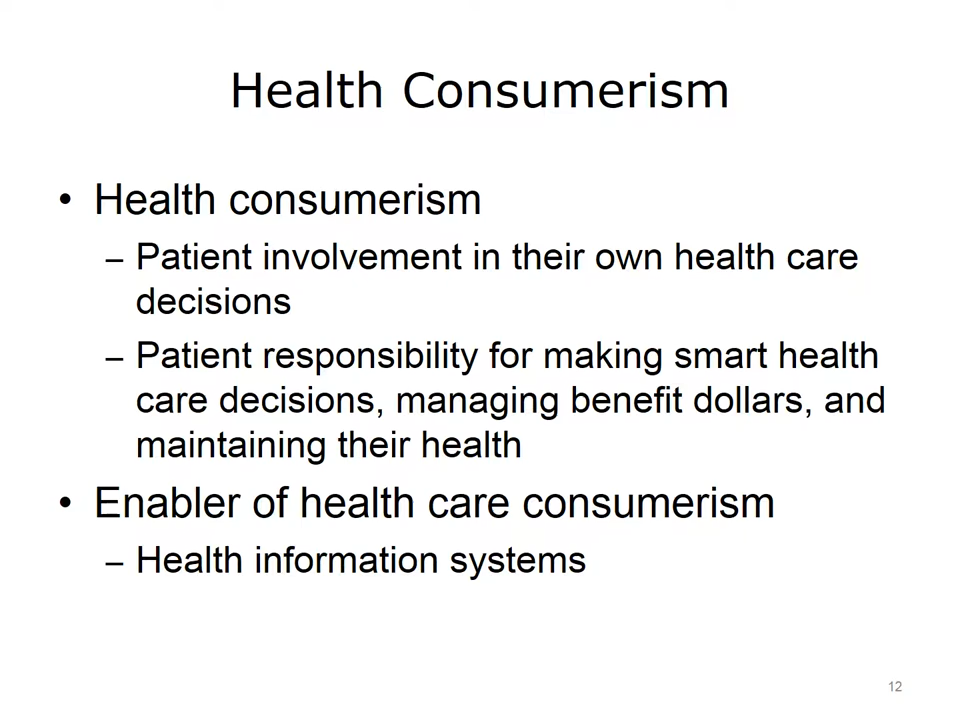 Health Consumerism
• Health consumerism
– Patient involvement in their own health care
decisions
– Patient responsibility for making smart health
care decisions, managing benefit dollars, and
maintaining their health
• Enabler of health care consumerism
– Health information systems
12